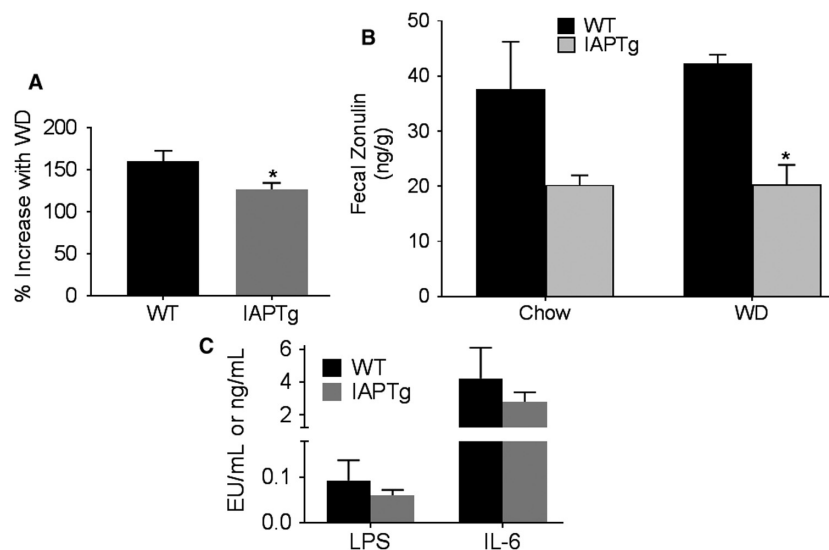 A
% Increase with WD
200
150
100
50
0
*
WT
IAPTg
B
WT
IAPTg
Fecal Zonulin
(ng/g)
50
40
30
20
10
0
*
Chow
WD
C
WT
IAPTg
EU/mL or ng/mL
6
4
2
0.1
0.0
LPS
IL-6